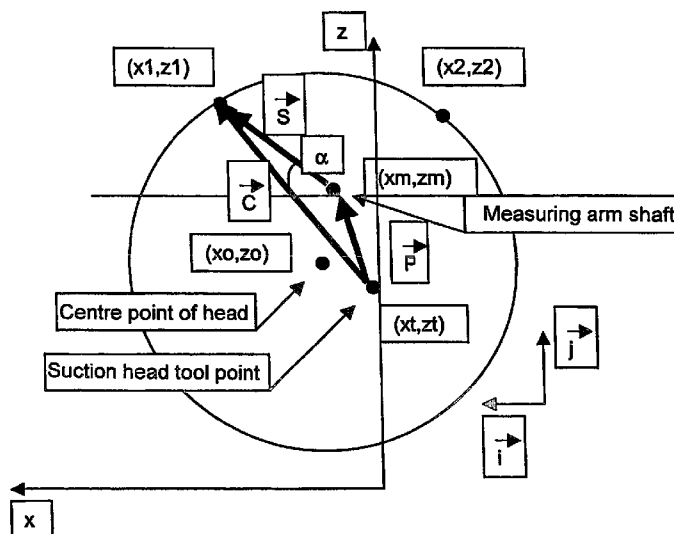 z
(x1,z1)
(x2,z2)
S
α
(xm,zm)
C
Measuring arm shaft
(xo,zo)
P
Centre point of head
(xt,zt)
Suction head tool point
j
i
x